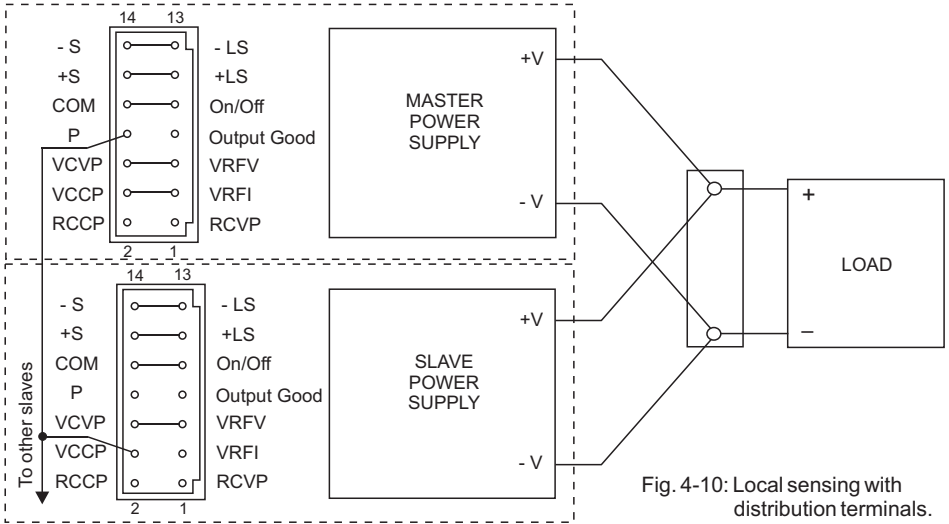 14 13
- S - LS
+S +LS
COM On/Off
P Output Good
VCVP VRFV
VCCP VRFI
RCCP RCVP
2 1
MASTER
POWER
SUPPLY
+V
- V
14 13
- S - LS
+S +LS
COM On/Off
P Output Good
VCVP VRFV
VCCP VRFI
RCCP RCVP
2 1
To other slaves
SLAVE
POWER
SUPPLY
+V
- V
+
LOAD
–
Fig. 4-10: Local sensing with
distribution terminals.